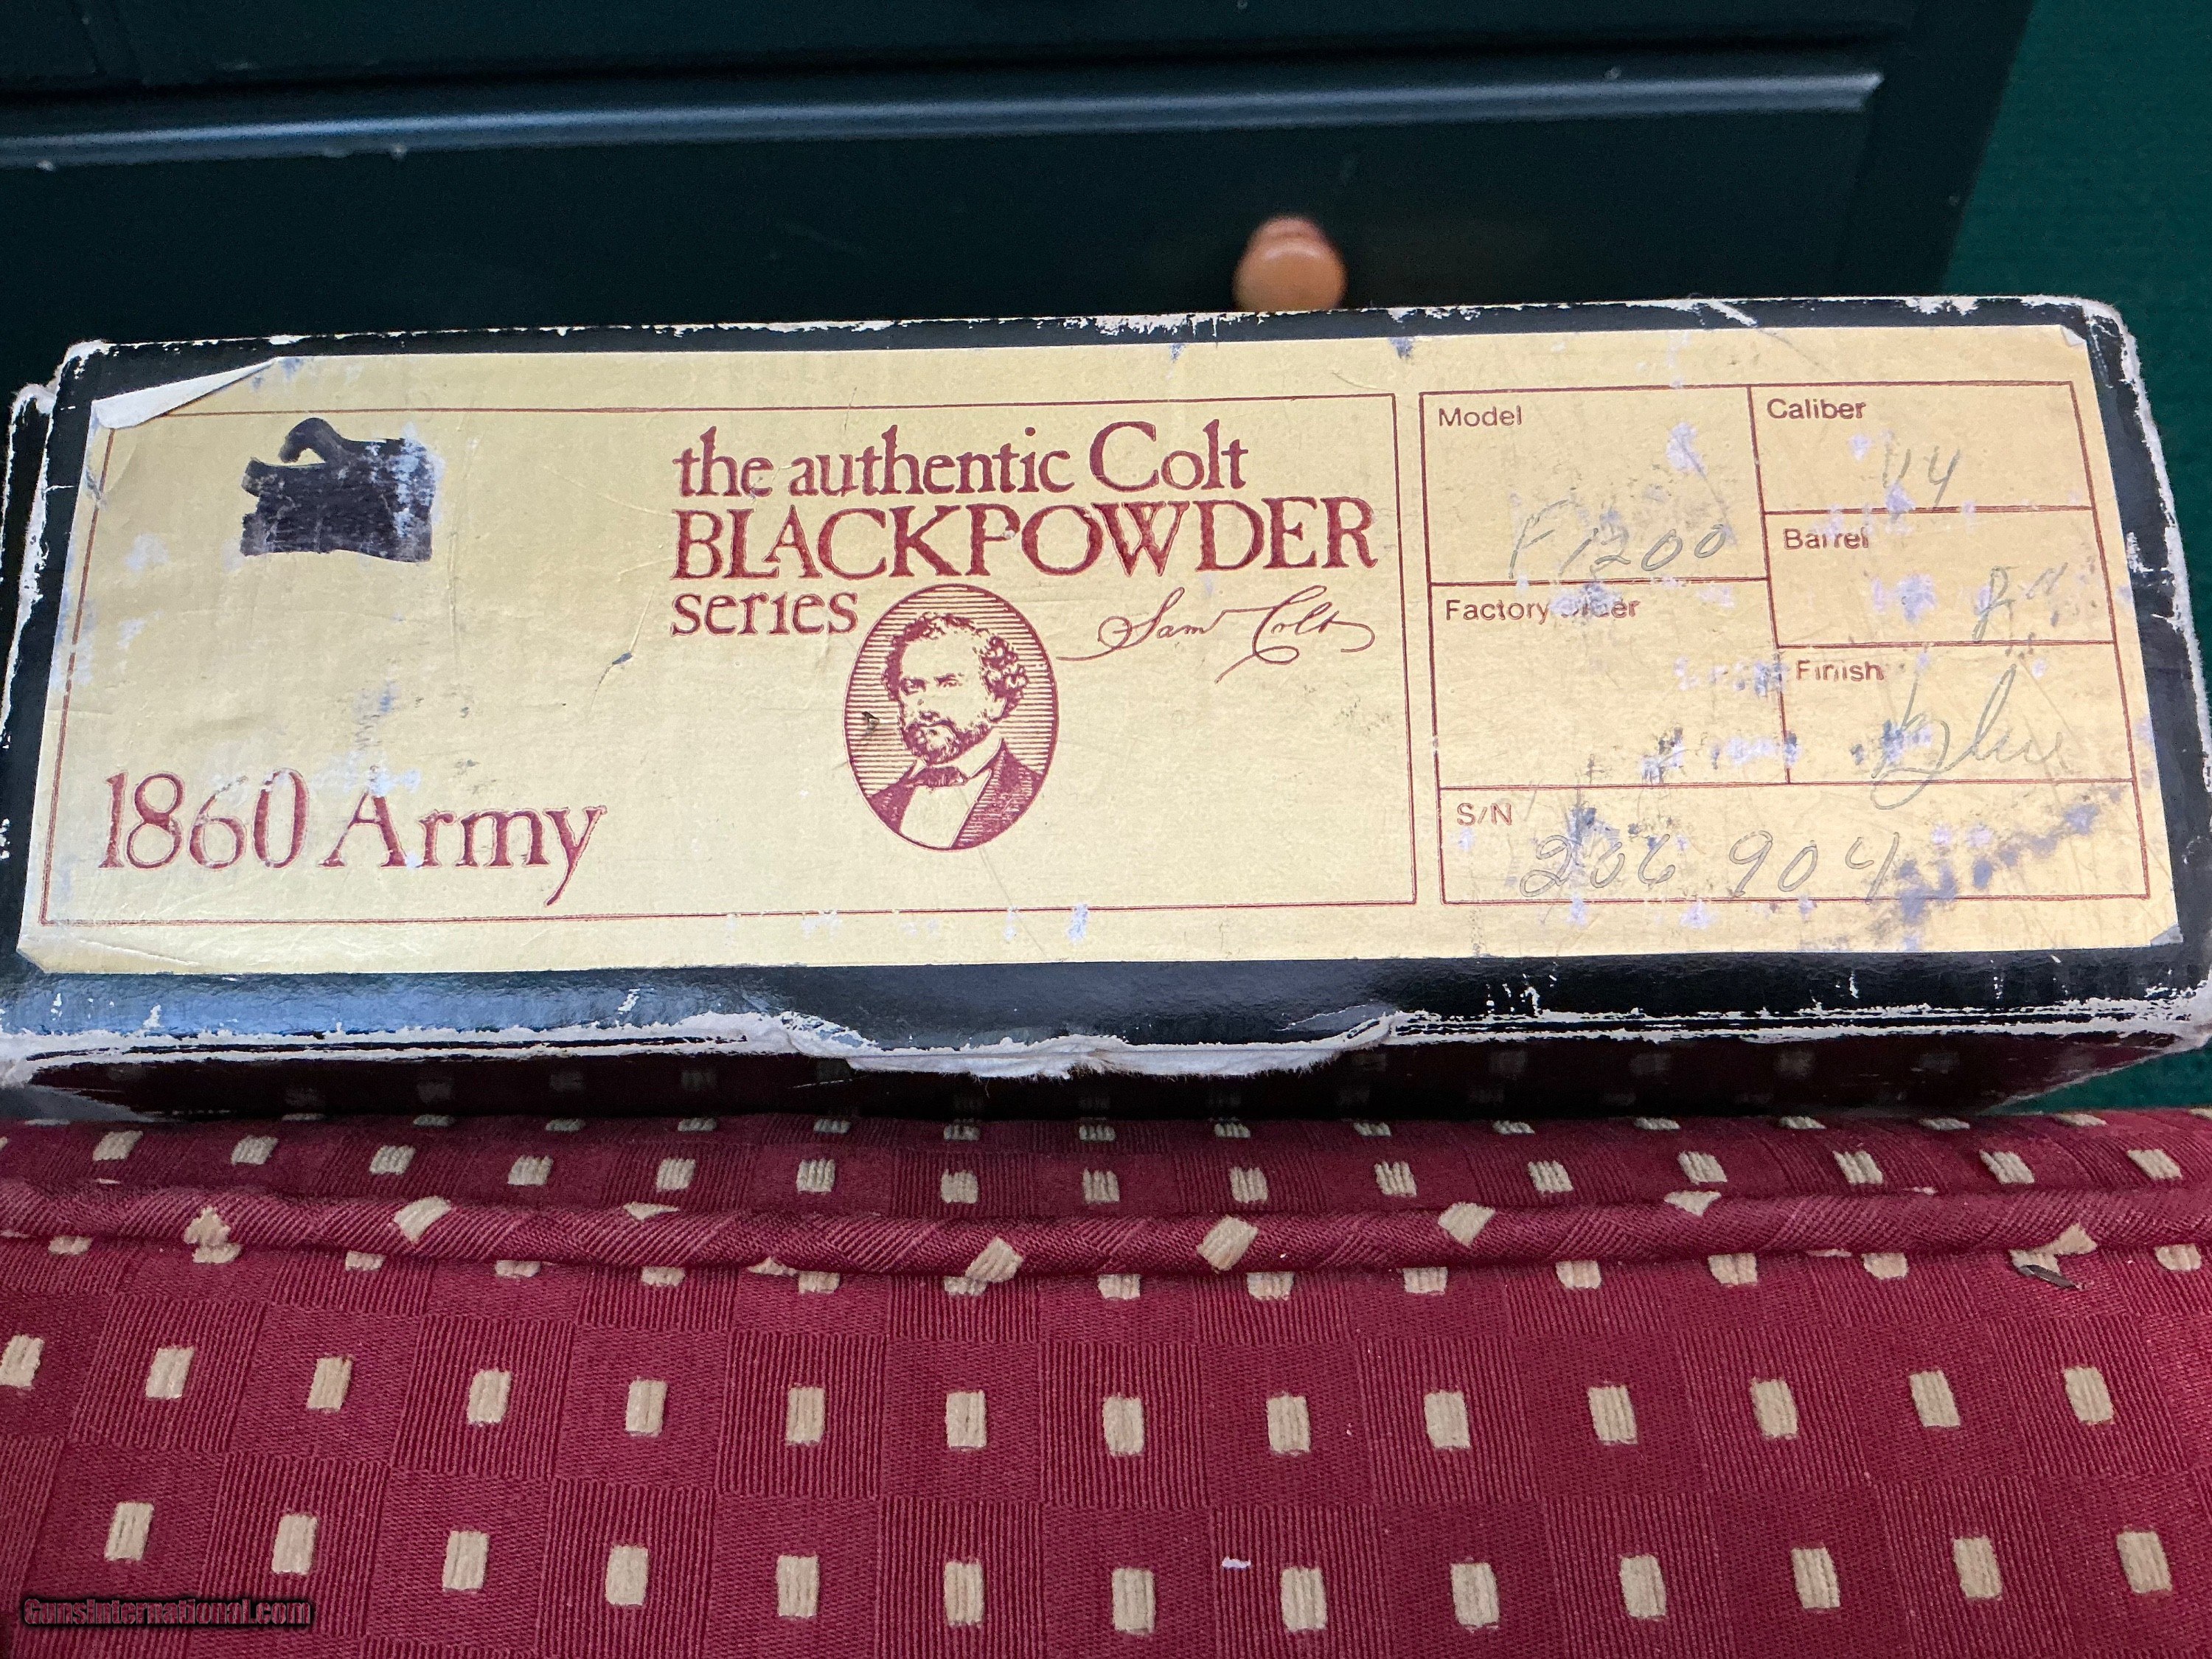 the authentic Colt
BLACKPOWDER
series
Sam Colt
1860 Army
Model
F1200
Caliber
44
Barrel
8"
Factory Order
Finish
blue
S/N
206 904
GunsInternational.com